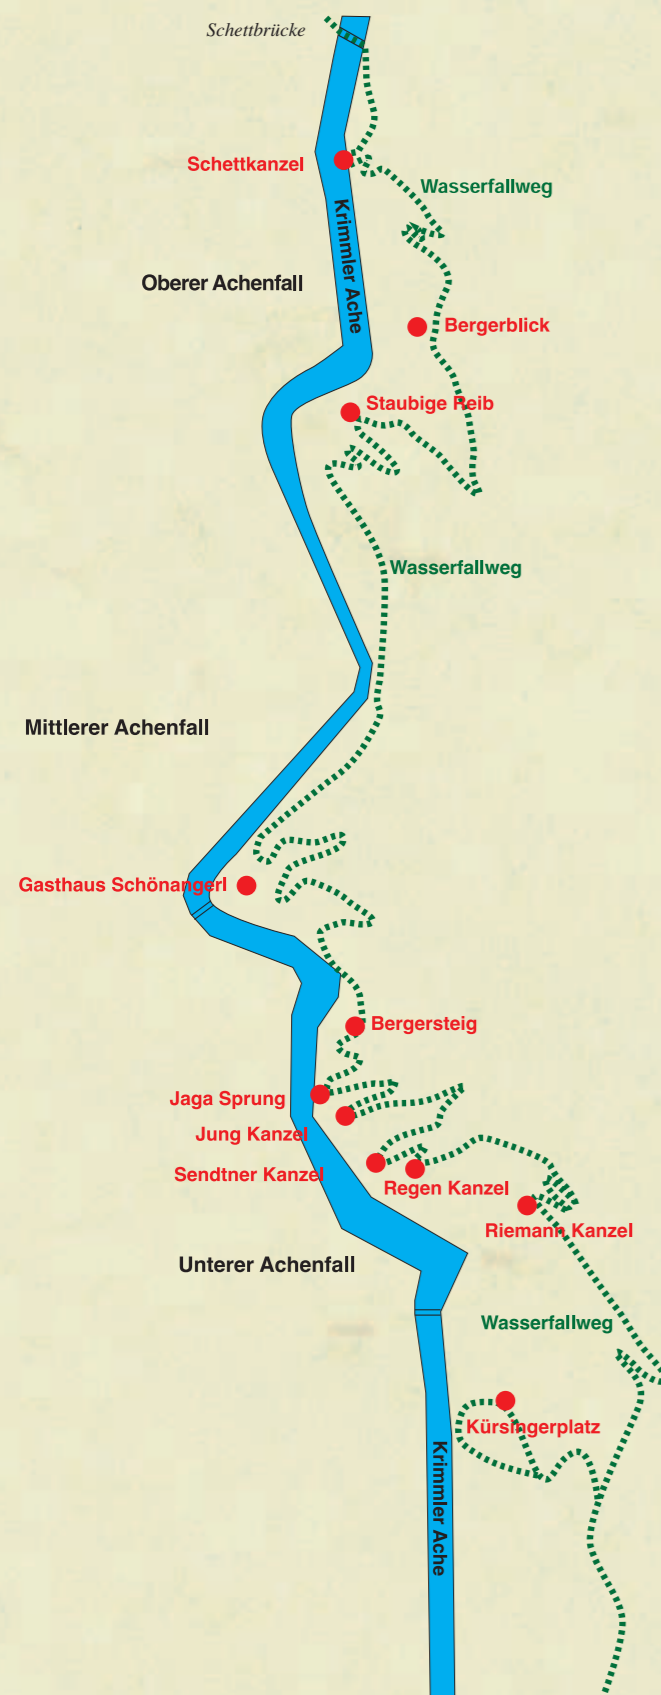 Schettbrücke
Schettkanzel
Wasserfallweg
Krimmler Ache
Oberer Achenfall
Bergerblick
Staubige Reib
Wasserfallweg
Mittlerer Achenfall
Gasthaus Schönangerl
Bergersteig
Jaga Sprung
Jung Kanzel
Sendtner Kanzel
Regen Kanzel
Riemann Kanzel
Unterer Achenfall
Wasserfallweg
Kürsingerplatz
Krimmler Ache